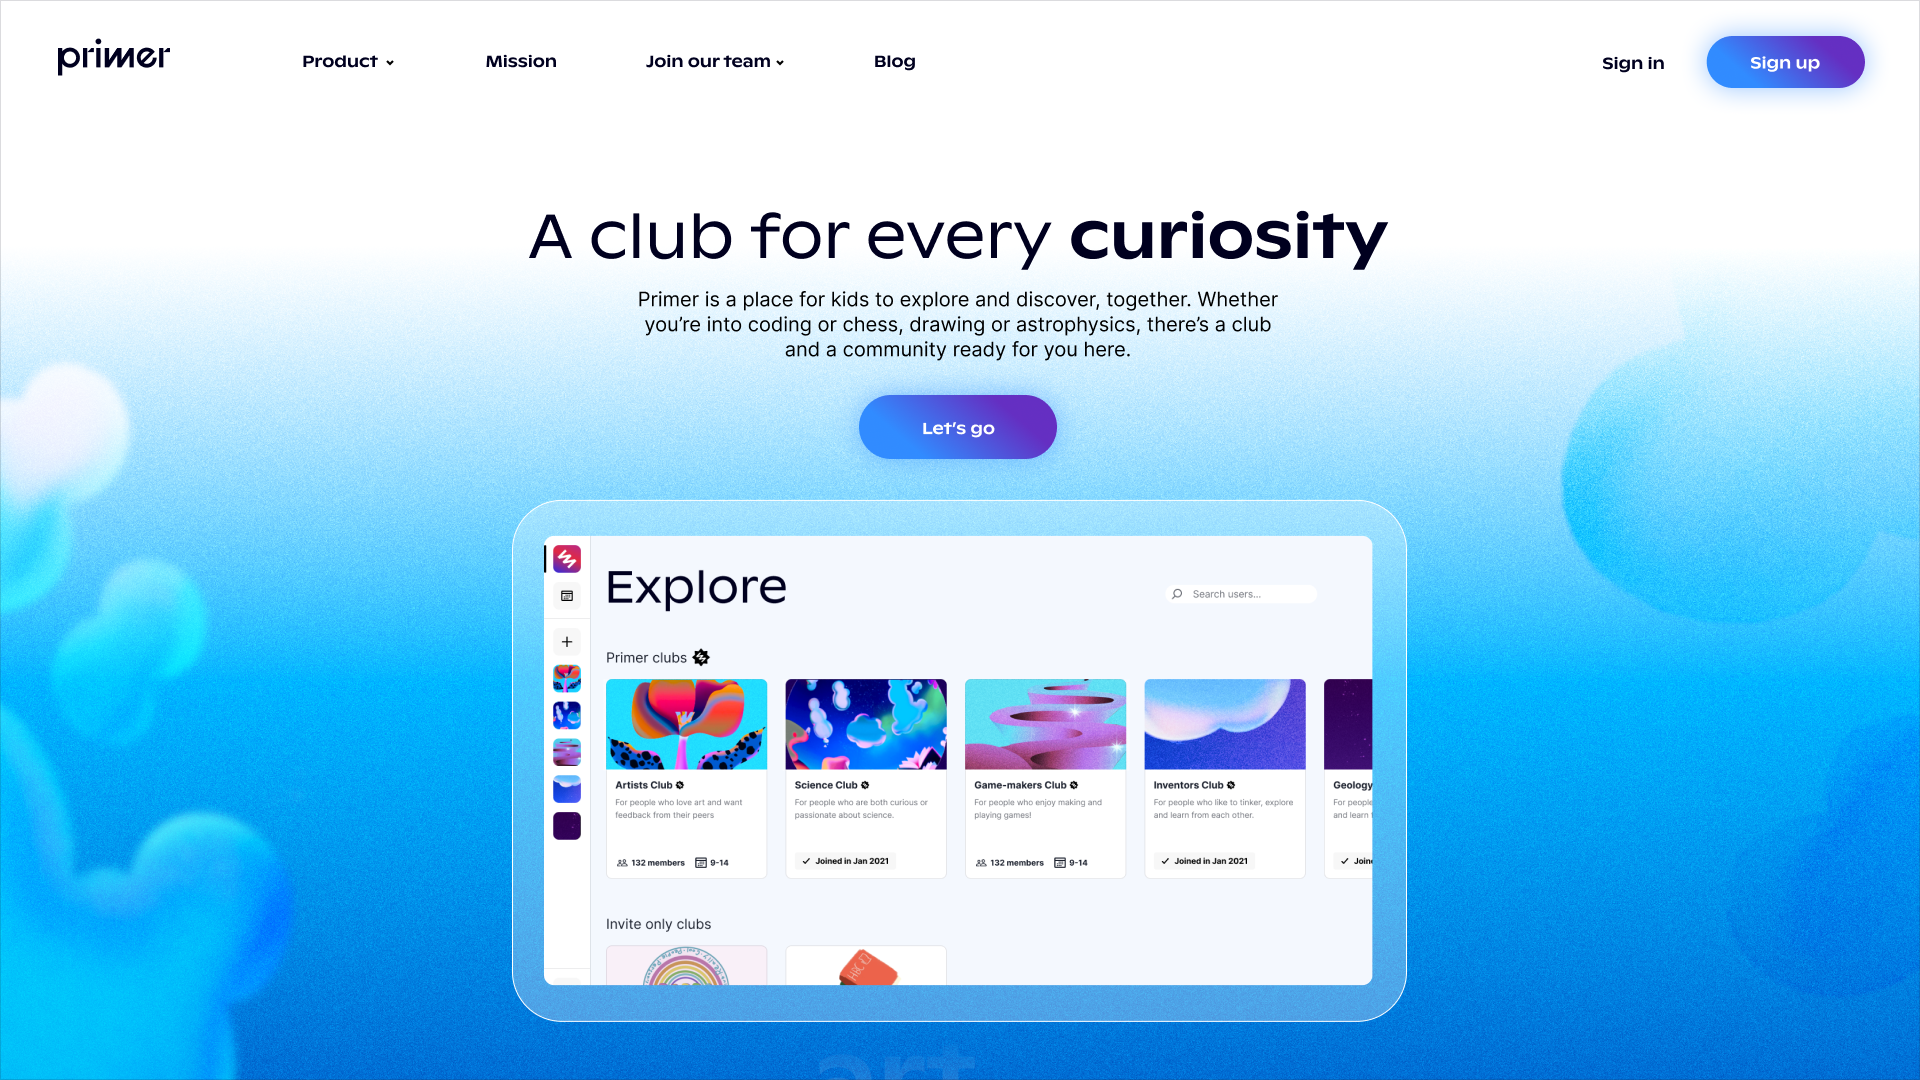 primer
Product
Mission
Join our team
Blog
Sign in
Sign up
A club for every curiosity
Primer is a place for kids to explore and discover, together. Whether
you're into coding or chess, drawing or astrophysics, there's a club
and a community ready for you here.
Let's go
Explore
Search users...
Primer clubs
Artists Club
For people who love art and want
feedback from their peers
132 members 9-14
Science Club
For people who are both curious or
passionate about science.
Joined in Jan 2021
Game-makers Club
For people who enjoy making and
playing games!
132 members 9-14
Inventors Club
For people who like to tinker, explore
and learn from each other.
Joined in Jan 2021
Geology
For people
and learn
Invite only clubs
art